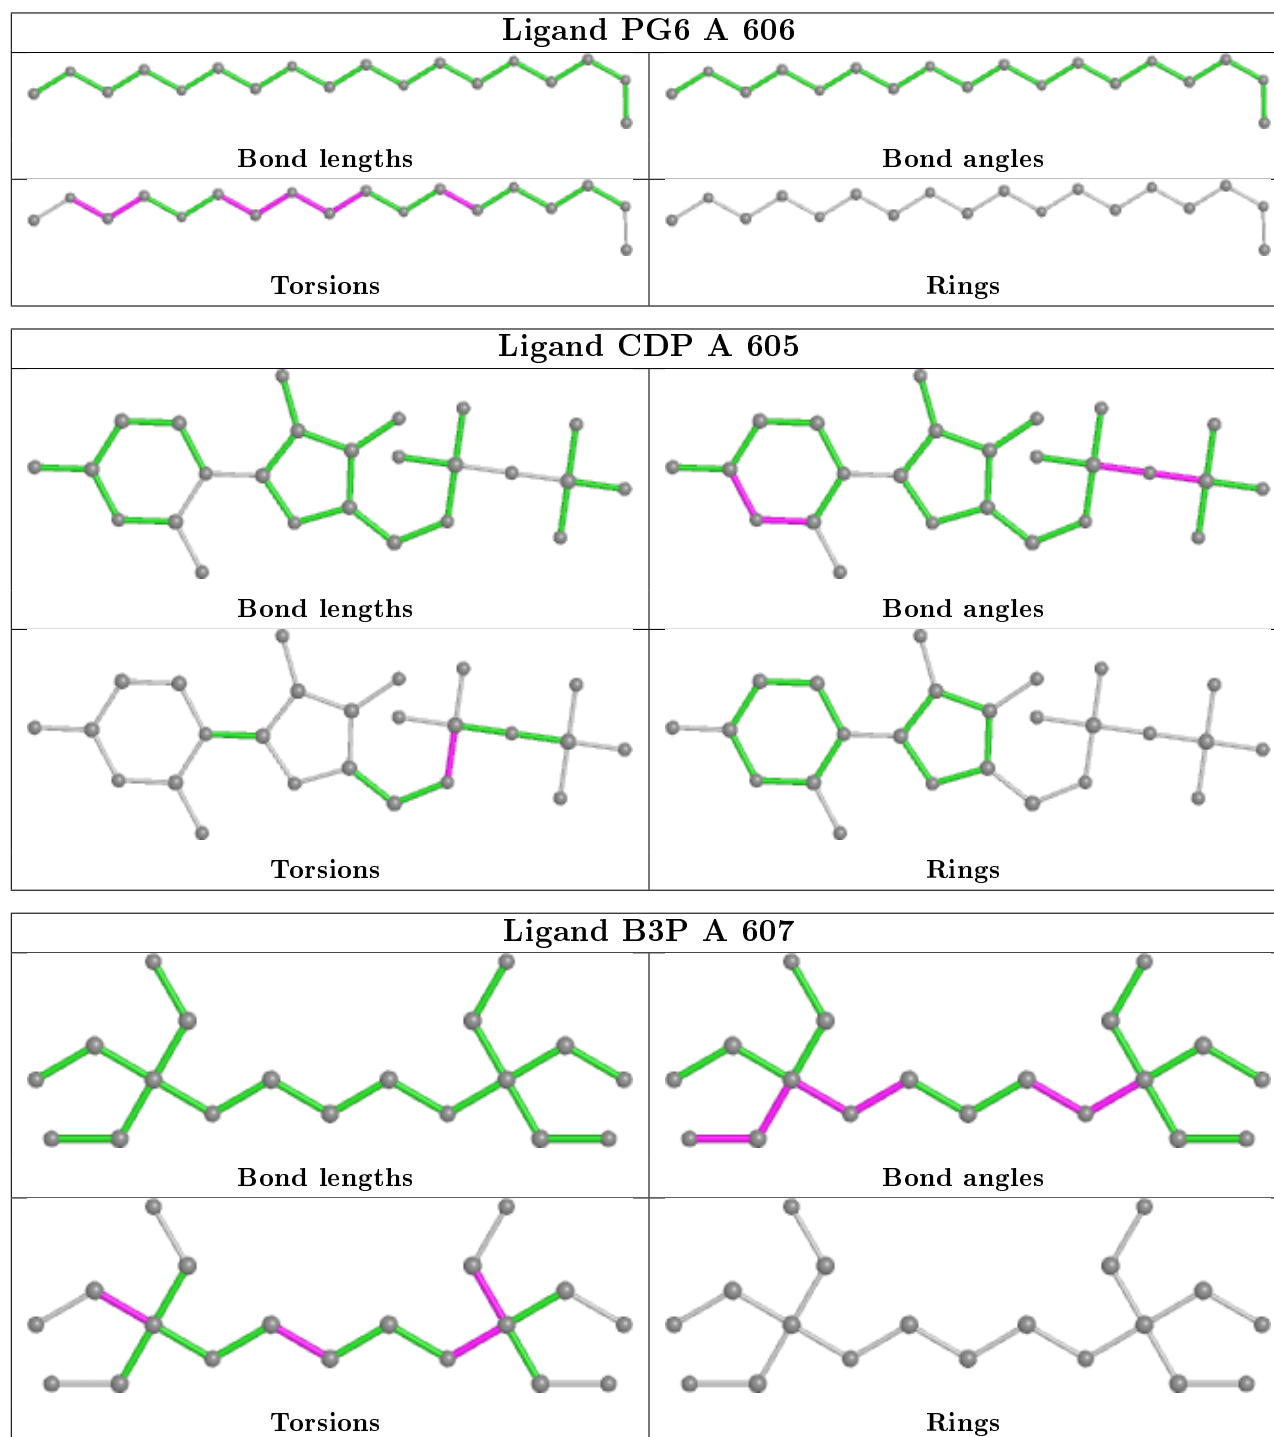 Ligand PG6 A 606
Bond lengths
Bond angles
Torsions
Rings
Ligand CDP A 605
Bond lengths
Bond angles
Torsions
Rings
Ligand B3P A 607
Bond lengths
Bond angles
Torsions
Rings